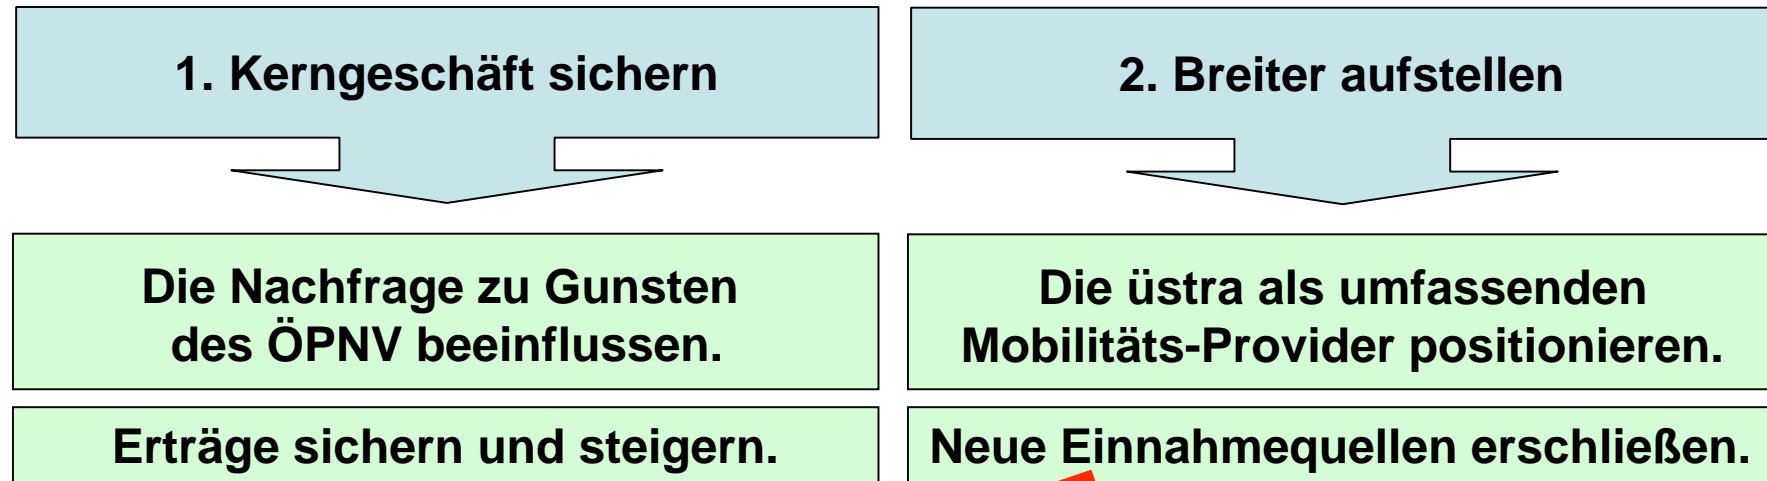 1. Kerngeschäft sichern
Die Nachfrage zu Gunsten
des ÖPNV beeinflussen.
Erträge sichern und steigern.
2. Breiter aufstellen
Die üstra als umfassenden
Mobilitäts-Provider positionieren.
Neue Einnahmequellen erschließen.